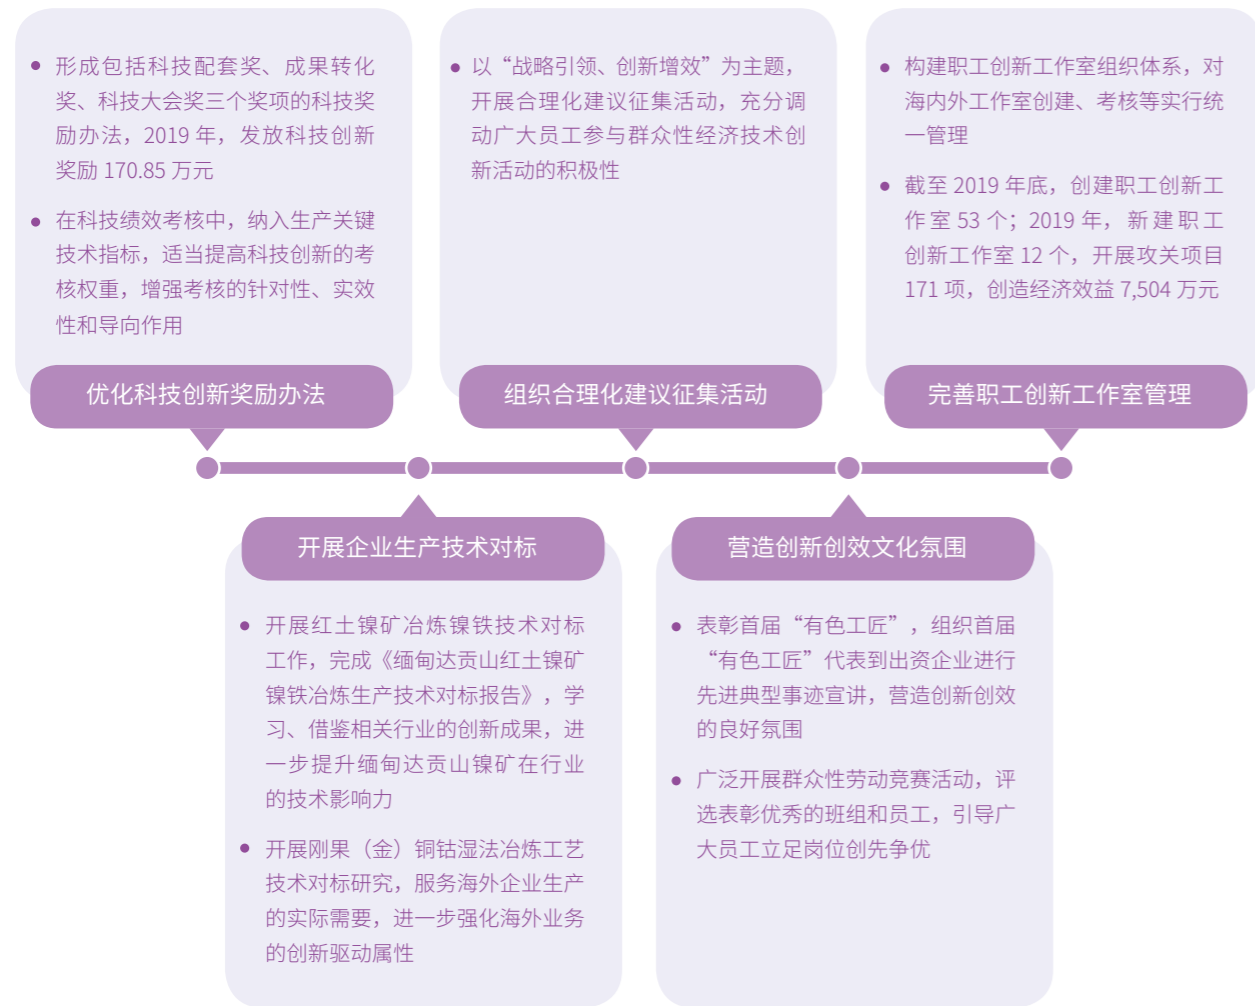 形成包括科技配套奖、成果转化
奖、科技大会奖三个奖项的科技奖
励办法，2019 年，发放科技创新
奖励 170.85 万元
在科技绩效考核中，纳入生产关键
技术指标，适当提高科技创新的考
核权重，增强考核的针对性、实效
性和导向作用
优化科技创新奖励办法
以“战略引领、创新增效”为主题，
开展合理化建议征集活动，充分调
动广大员工参与群众性经济技术创
新活动的积极性
组织合理化建议征集活动
构建职工创新工作室组织体系，对
海内外工作室创建、考核等实行统
一管理
截至 2019 年底，创建职工创新工
作室 53 个；2019 年，新建职工
创新工作室 12 个，开展攻关项目
171 项，创造经济效益 7,504 万元
完善职工创新工作室管理
开展企业生产技术对标
开展红土镍矿冶炼镍铁技术对标
工作，完成《缅甸达贡山红土镍矿
镍铁冶炼生产技术对标报告》，学
习、借鉴相关行业的创新成果，进
一步提升缅甸达贡山镍矿在行业
的技术影响力
开展刚果（金）铜钴湿法冶炼工艺
技术对标研究，服务海外企业生产
的实际需要，进一步强化海外业务
的创新驱动属性
营造创新创效文化氛围
表彰首届“有色工匠”，组织首届
“有色工匠”代表到出资企业进行
先进典型事迹宣讲，营造创新创效
的良好氛围
广泛开展群众性劳动竞赛活动，评
选表彰优秀的班组和员工，引导广
大员工立足岗位创先争优